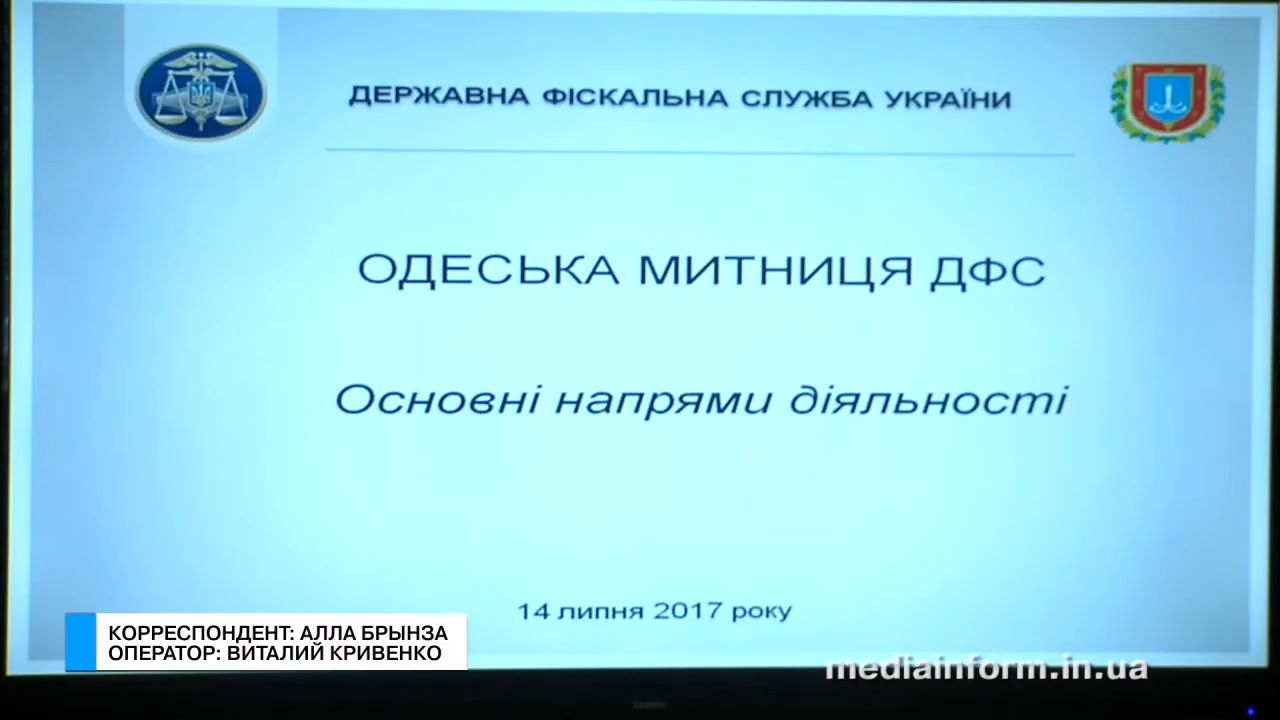 ДЕРЖАВНА ФІСКАЛЬНА СЛУЖБА УКРАЇНИ
ОДЕСЬКА МИТНИЦЯ ДФС
Основні напрями діяльності
14 липня 2017 року
КОРРЕСПОНДЕНТ: АЛЛА БРЫНЗА
ОПЕРАТОР: ВИТАЛИЙ КРИВЕНКО
mediainform.in.ua